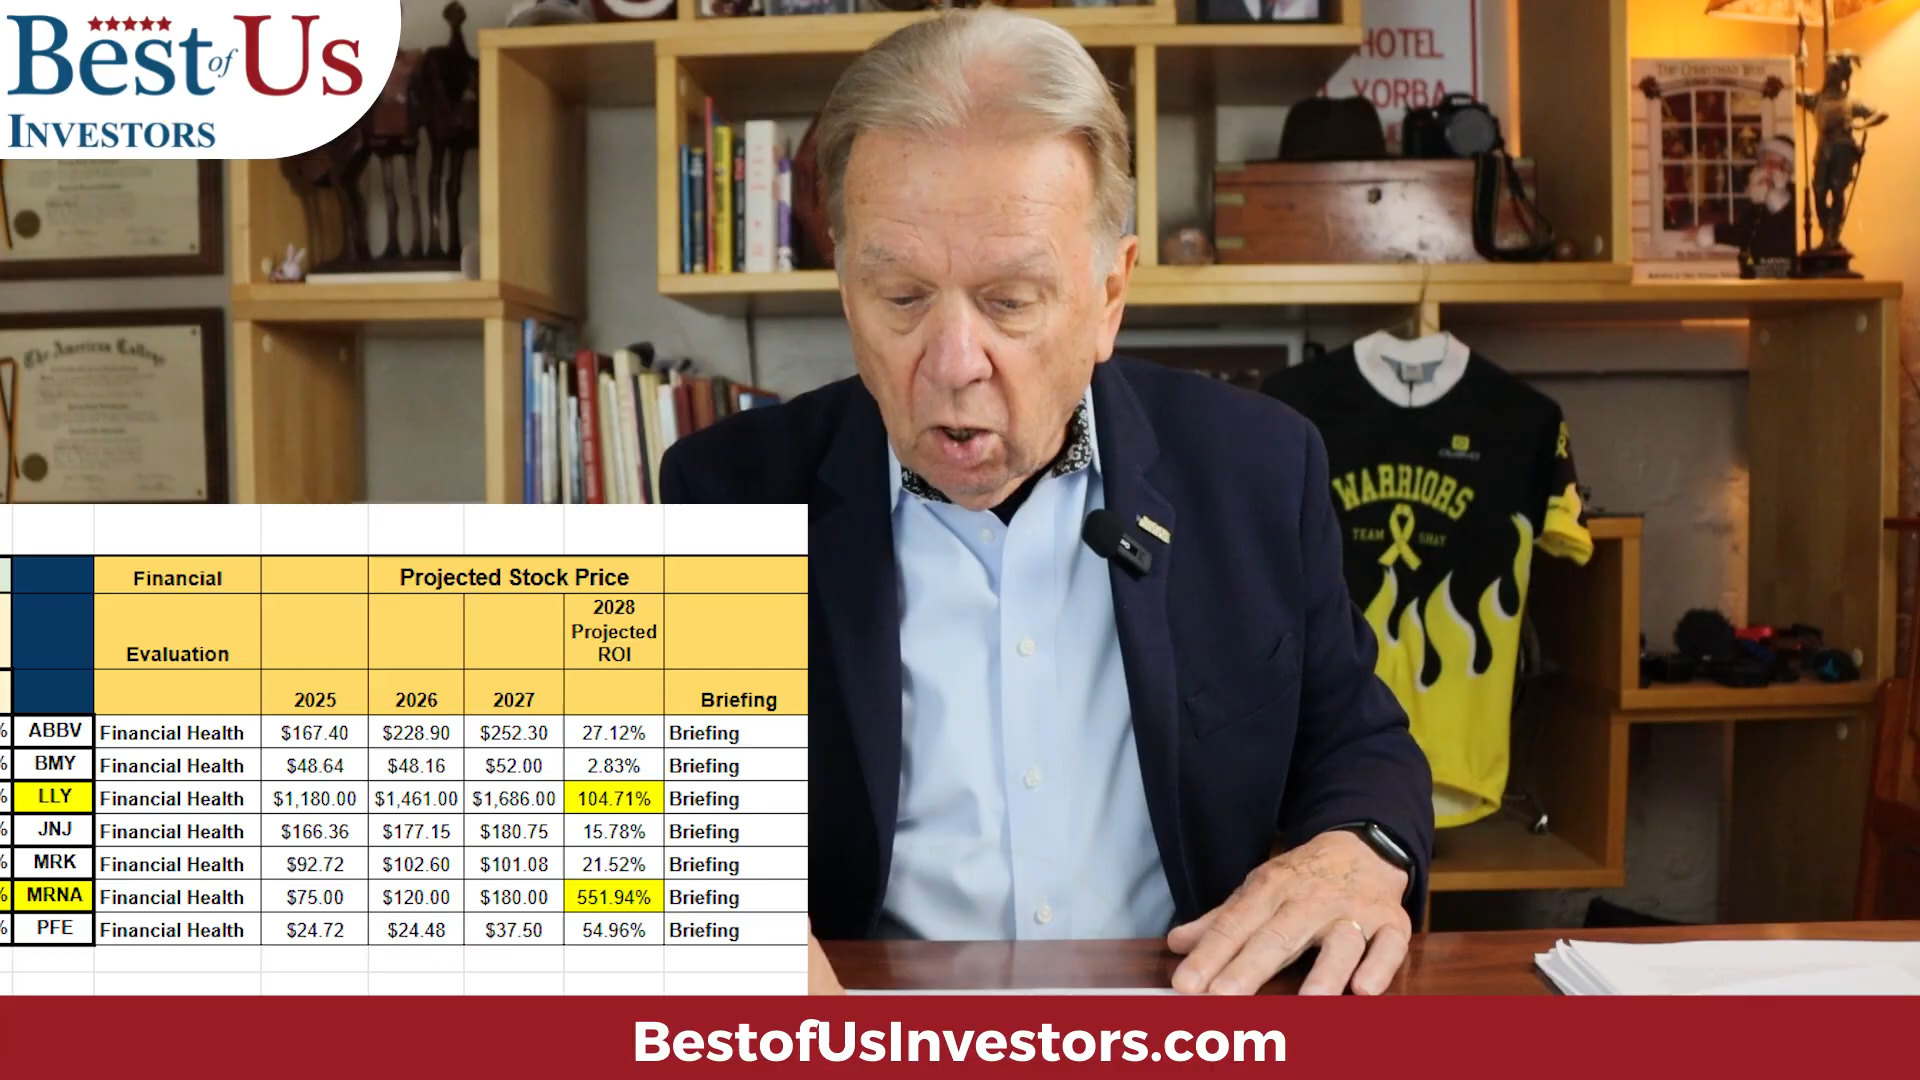 Best of Us
INVESTORS
HOTEL
YORBA
The American College
WARRIORS
TEAM
Financial
Projected Stock Price
Evaluation
2028
Projected
ROI
2025
2026
2027
Briefing
% ABBV Financial Health $167.40 $228.90 $252.30 27.12% Briefing
% BMY Financial Health $48.64 $48.16 $52.00 2.83% Briefing
% LLY Financial Health $1,180.00 $1,461.00 $1,686.00 104.71% Briefing
% JNJ Financial Health $166.36 $177.15 $180.75 15.78% Briefing
% MRK Financial Health $92.72 $102.60 $101.08 21.52% Briefing
% MRNA Financial Health $75.00 $120.00 $180.00 551.94% Briefing
% PFE Financial Health $24.72 $24.48 $37.50 54.96% Briefing
BestofUsInvestors.com